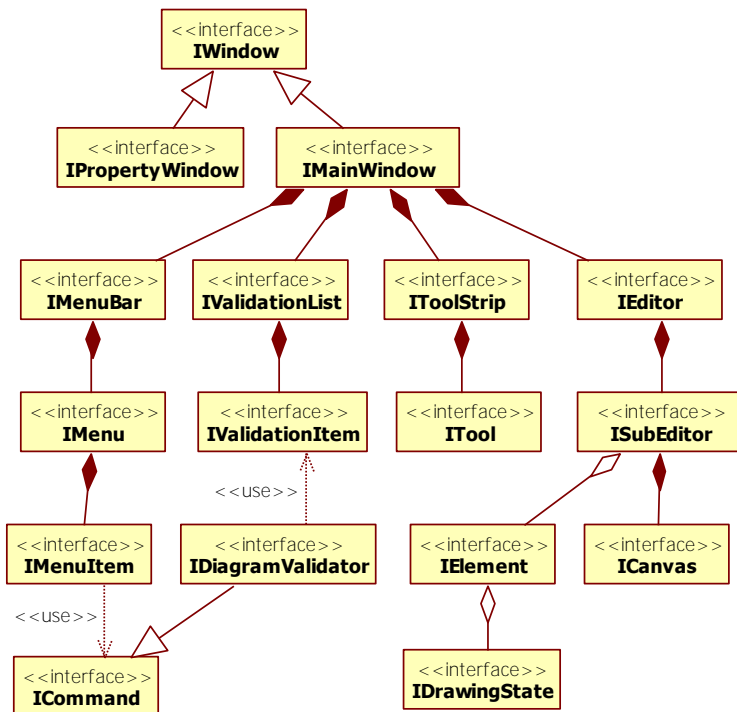 <<interface>>
IWindow
<<interface>>
IPropertyWindow
<<interface>>
IMainWindow
<<interface>>
IMenuBar
<<interface>>
IValidationList
<<interface>>
IToolStrip
<<interface>>
IEditor
<<interface>>
IMenu
<<interface>>
IValidationItem
<<interface>>
ITool
<<interface>>
ISubEditor
<<use>>
<<interface>>
IMenuItem
<<interface>>
IDiagramValidator
<<interface>>
IElement
<<interface>>
ICanvas
<<use>>
<<interface>>
ICommand
<<interface>>
IDrawingState